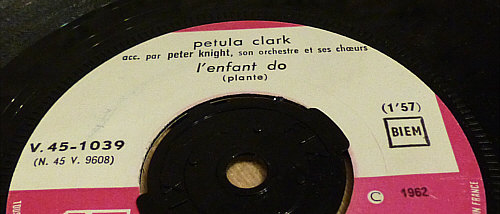 petula clark
acc. par peter knight, son orchestre et ses chœurs
l'enfant do
(plante)
(1'57)
BIEM
V. 45-1039
(N. 45 V. 9608)
© 1962
N FRANCE